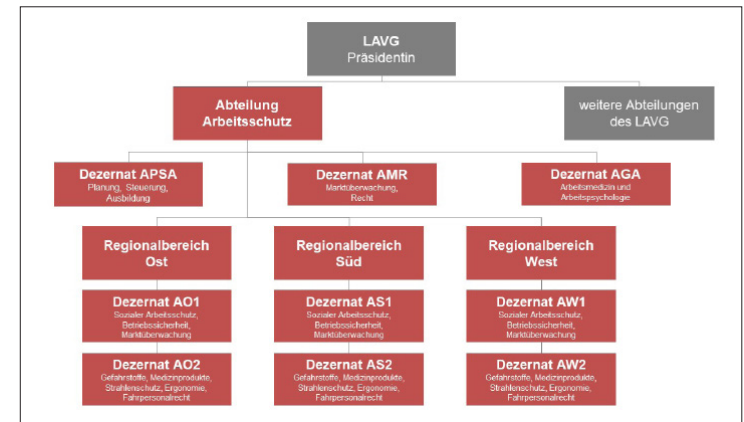 LAVG
Präsidentin
Abteilung
Arbeitsschutz
weitere Abteilungen
des LAVG
Dezernat APSA
Planung, Steuerung,
Ausbildung
Dezernat AMR
Marktüberwachung,
Recht
Dezernat AGA
Arbeitsmedizin und
Arbeitspsychologie
Regionalbereich
Ost
Regionalbereich
Süd
Regionalbereich
West
Dezernat AO1
Sozialer Arbeitsschutz,
Betriebssicherheit,
Marktüberwachung
Dezernat AS1
Sozialer Arbeitsschutz,
Betriebssicherheit,
Marktüberwachung
Dezernat AW1
Sozialer Arbeitsschutz,
Betriebssicherheit,
Marktüberwachung
Dezernat AO2
Gefahrstoffe, Medizinprodukte,
Strahlenschutz, Ergonomie,
Fahrpersonalrecht
Dezernat AS2
Gefahrstoffe, Medizinprodukte,
Strahlenschutz, Ergonomie,
Fahrpersonalrecht
Dezernat AW2
Gefahrstoffe, Medizinprodukte,
Strahlenschutz, Ergonomie,
Fahrpersonalrecht